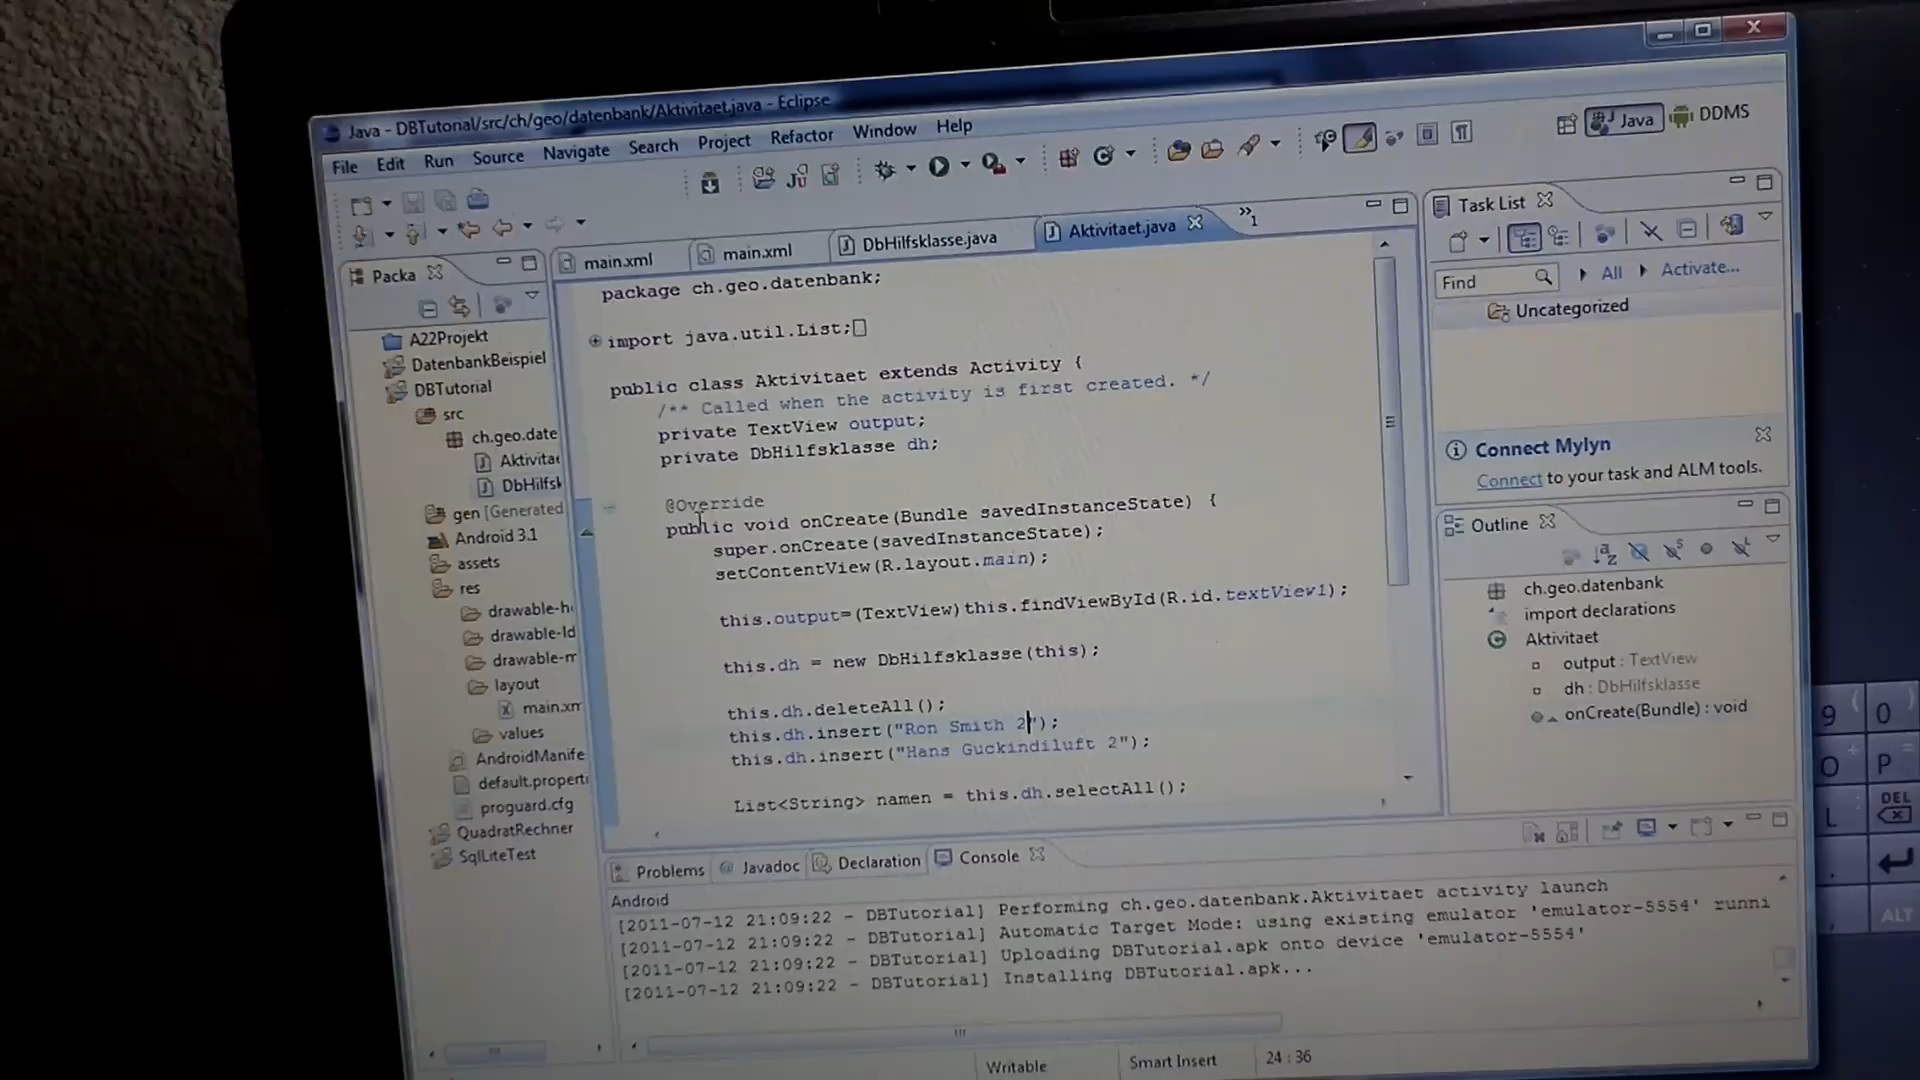 Java - DBTutorial/src/ch/geo/datenbank/Aktivitaet.java - Eclipse
File Edit Run Source Navigate Search Project Refactor Window Help
Java DDMS
Packa
A22Projekt
DatenbankBeispiel
DBTutorial
src
ch.geo.date
Aktivitae
DbHilfsk
gen [Generated
Android 3.1
assets
res
drawable-h
drawable-ld
drawable-m
layout
main.xm
values
AndroidManife
default.properti
proguard.cfg
QuadratRechner
SqlLiteTest
main.xml main.xml DbHilfsklasse.java Aktivitaet.java »1
package ch.geo.datenbank;
import java.util.List;
public class Aktivitaet extends Activity {
/** Called when the activity is first created. */
private TextView output;
private DbHilfsklasse dh;
@Override
public void onCreate(Bundle savedInstanceState) {
super.onCreate(savedInstanceState);
setContentView(R.layout.main);
this.output=(TextView)this.findViewById(R.id.textView1);
this.dh = new DbHilfsklasse(this);
this.dh.deleteAll();
this.dh.insert("Ron Smith 2");
this.dh.insert("Hans Guckindiluft 2");
List<String> namen = this.dh.selectAll();
Task List
Find All Activate...
Uncategorized
Connect Mylyn
Connect to your task and ALM tools.
Outline
ch.geo.datenbank
import declarations
Aktivitaet
output : TextView
dh : DbHilfsklasse
onCreate(Bundle) : void
Problems @ Javadoc Declaration Console
Android
[2011-07-12 21:09:22 - DBTutorial] Performing ch.geo.datenbank.Aktivitaet activity launch
[2011-07-12 21:09:22 - DBTutorial] Automatic Target Mode: using existing emulator 'emulator-5554' runni
[2011-07-12 21:09:22 - DBTutorial] Uploading DBTutorial.apk onto device 'emulator-5554'
[2011-07-12 21:09:22 - DBTutorial] Installing DBTutorial.apk...
Writable Smart Insert 24 : 36
9 ( 0 )
O + P
L DEL
.
, ALT